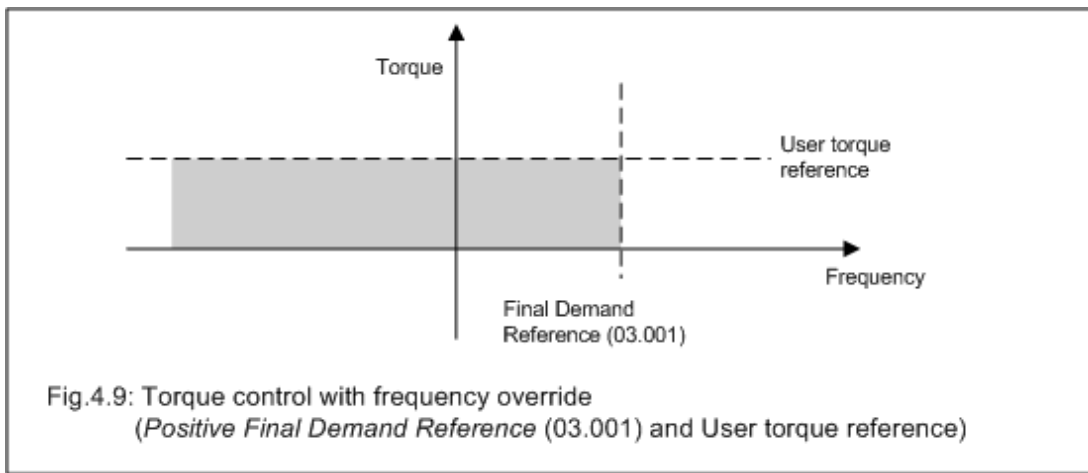 Torque
User torque
reference
Frequency
Final Demand
Reference (03.001)
Fig.4.9: Torque control with frequency override
(Positive Final Demand Reference (03.001) and User torque reference)